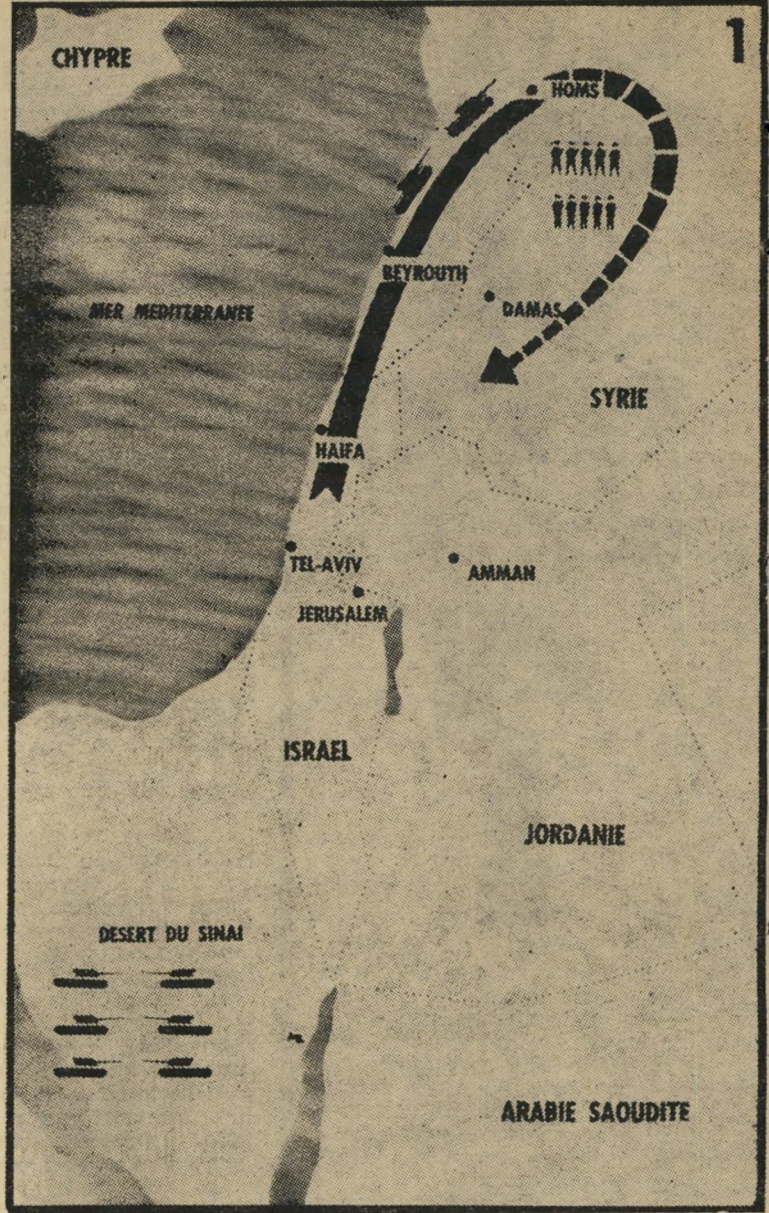 1
CHYPRE
HOMS
BEYROUTH
MER MEDITERRANEE
DAMAS
SYRIE
HAIFA
TEL-AVIV
AMMAN
JERUSALEM
ISRAEL
JORDANIE
DESERT DU SINAI
ARABIE SAOUDITE